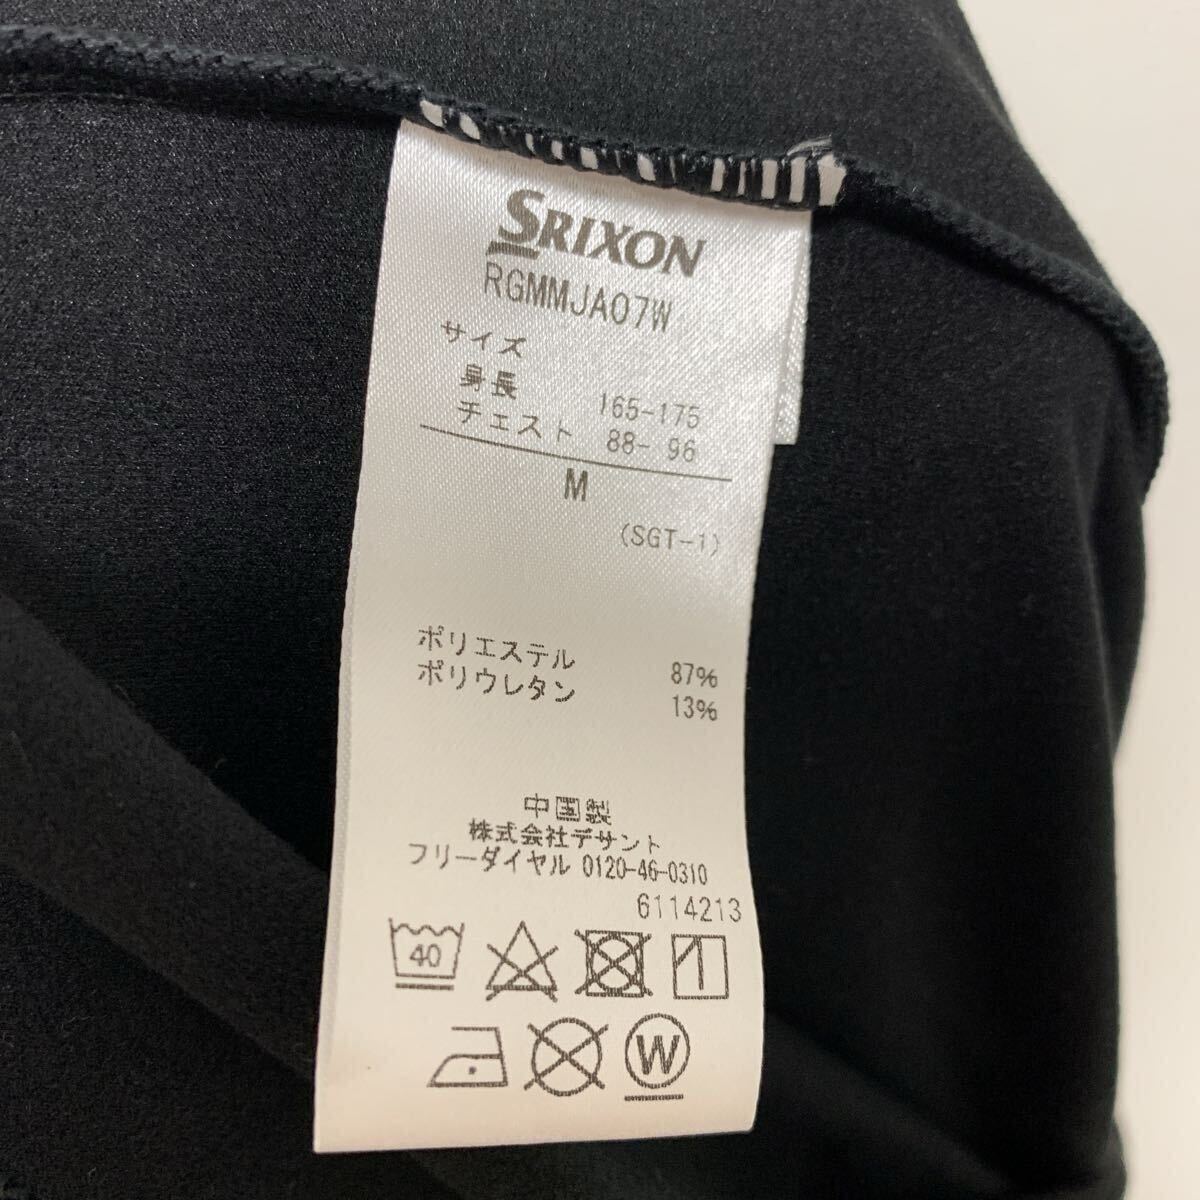 SRIXON
RGMMJA07W
サイズ
身長 165-175
チェスト 88- 96
M
(SGT-1)
ポリエステル 87%
ポリウレタン 13%
中国製
株式会社デサント
フリーダイヤル 0120-46-0310
6114213
40
W